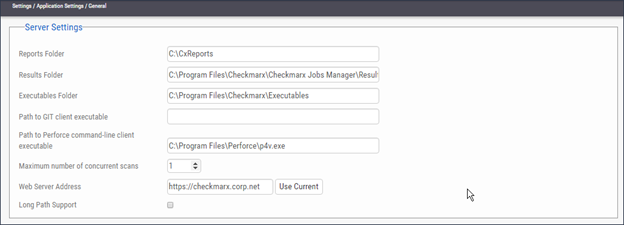 Settings / Application Settings / General
Server Settings
Reports Folder C:\CxReports
Results Folder C:\Program Files\Checkmarx\Checkmarx Jobs Manager\Resul
Executables Folder C:\Program Files\Checkmarx\Executables
Path to GIT client executable
Path to Perforce command-line client
executable C:\Program Files\Perforce\p4v.exe
Maximum number of concurrent scans 1
Web Server Address https://checkmarx.corp.net Use Current
Long Path Support